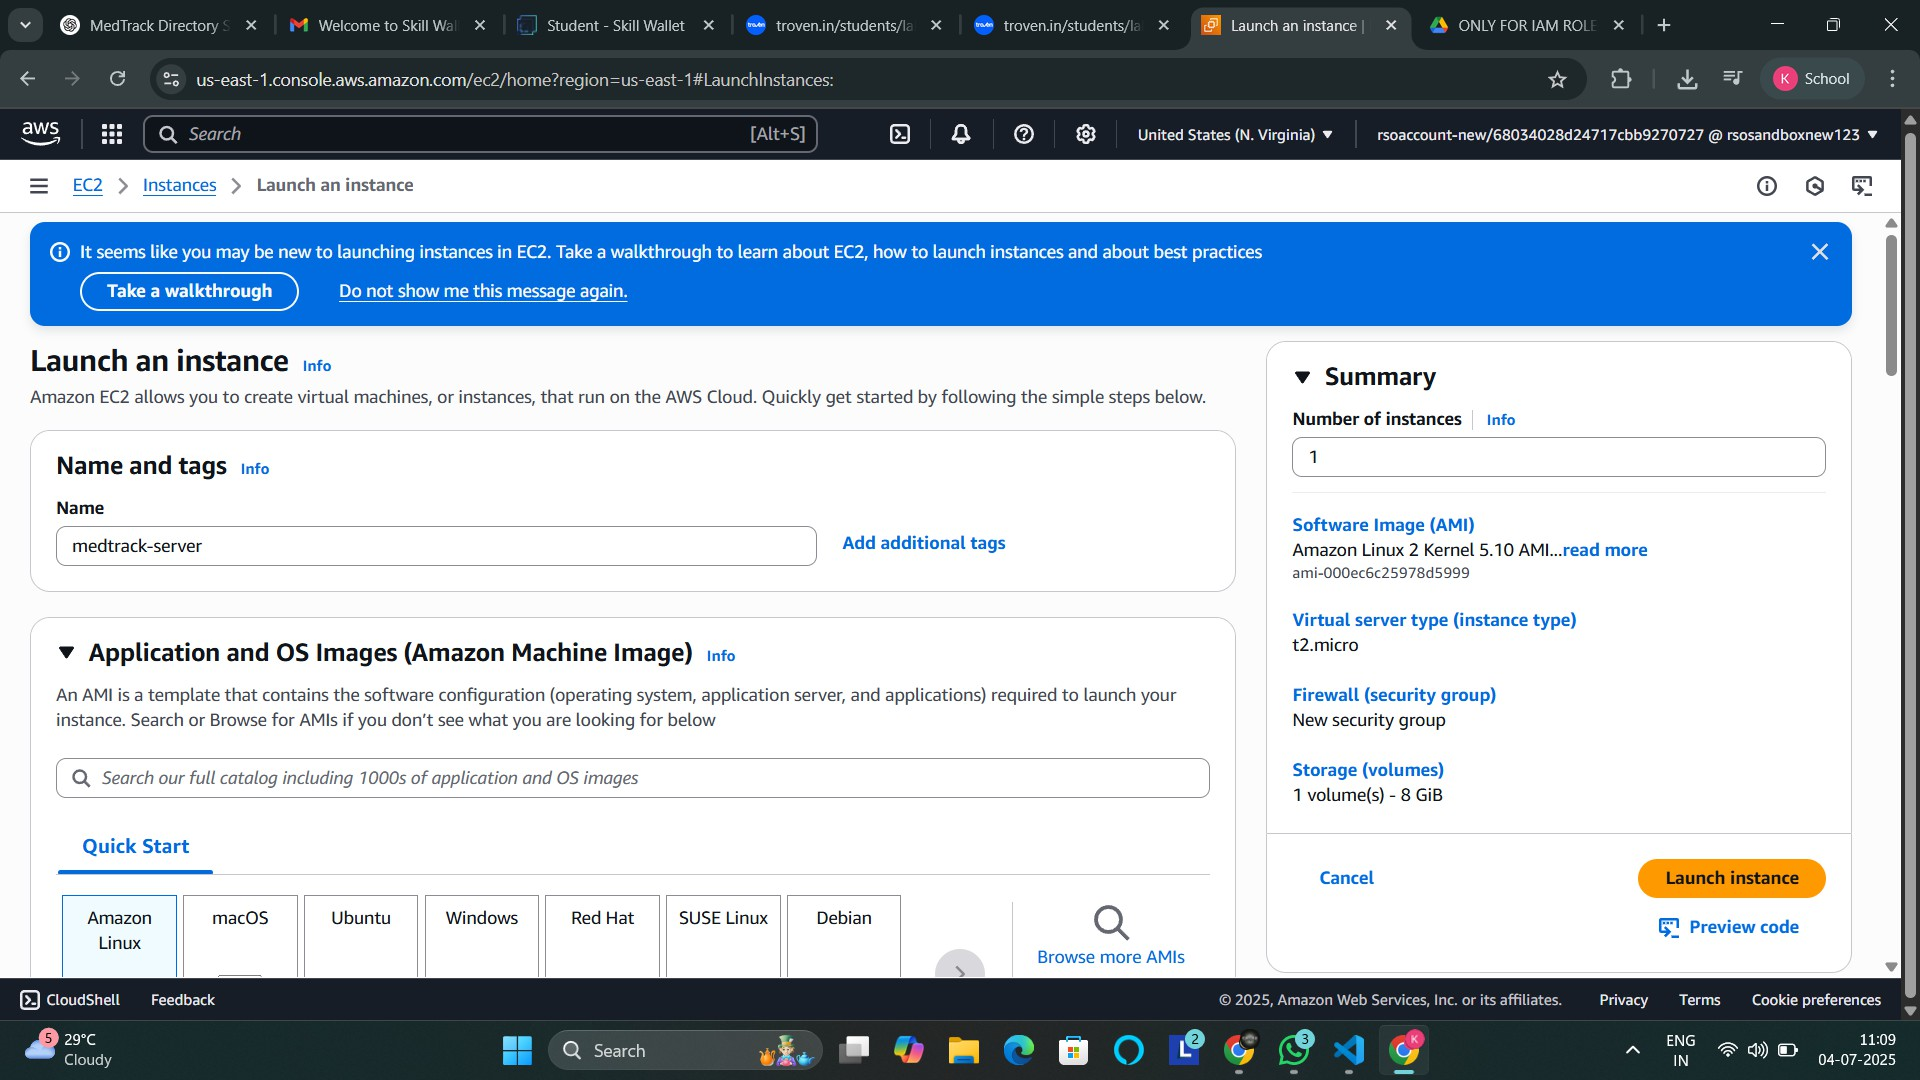 MedTrack Directory S
Welcome to Skill Wal
Student - Skill Wallet
troven.in/students/la
troven.in/students/la
Launch an instance |
ONLY FOR IAM ROLE
us-east-1.console.aws.amazon.com/ec2/home?region=us-east-1#LaunchInstances:
K School
aws
Search [Alt+S]
United States (N. Virginia)
rsoaccount-new/68034028d24717cbb9270727 @ rsosandboxnew123
EC2
Instances
Launch an instance
It seems like you may be new to launching instances in EC2. Take a walkthrough to learn about EC2, how to launch instances and about best practices
Take a walkthrough
Do not show me this message again.
Launch an instance Info
Amazon EC2 allows you to create virtual machines, or instances, that run on the AWS Cloud. Quickly get started by following the simple steps below.
Name and tags Info
Name
medtrack-server
Add additional tags
Application and OS Images (Amazon Machine Image) Info
An AMI is a template that contains the software configuration (operating system, application server, and applications) required to launch your
instance. Search or Browse for AMIs if you don't see what you are looking for below
Search our full catalog including 1000s of application and OS images
Quick Start
Amazon
Linux
macOS
Ubuntu
Windows
Red Hat
SUSE Linux
Debian
Browse more AMIs
Summary
Number of instances Info
1
Software Image (AMI)
Amazon Linux 2 Kernel 5.10 AMI...read more
ami-000ec6c25978d5999
Virtual server type (instance type)
t2.micro
Firewall (security group)
New security group
Storage (volumes)
1 volume(s) - 8 GiB
Cancel
Launch instance
Preview code
CloudShell
Feedback
© 2025, Amazon Web Services, Inc. or its affiliates.
Privacy
Terms
Cookie preferences
5
29°C
Cloudy
Search
L
2
3
K
ENG
IN
11:09
04-07-2025